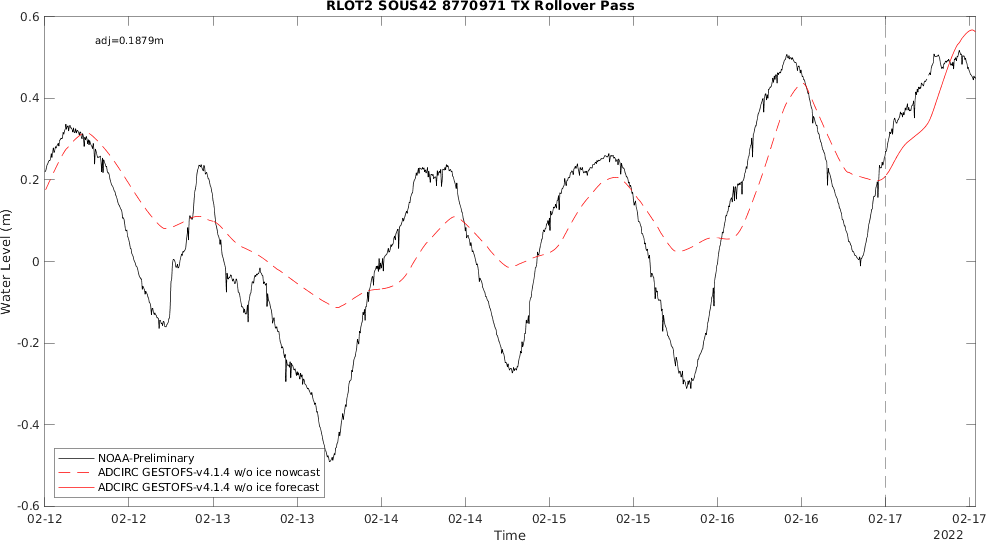 RLOT2 SOUS42 8770971 TX Rollover Pass
adj=0.1879m
0.6
0.4
0.2
0
-0.2
-0.4
-0.6
Water Level (m)
NOAA-Preliminary
ADCIRC GESTOFS-v4.1.4 w/o ice nowcast
ADCIRC GESTOFS-v4.1.4 w/o ice forecast
02-12 02-12 02-13 02-13 02-14 02-14 02-15 02-15 02-16 02-16 02-17 02-17
Time
2022